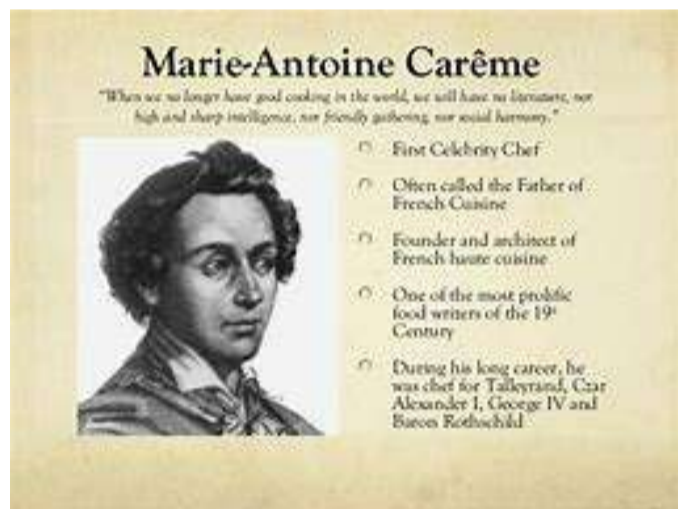 Marie-Antoine Carême
"When we no longer have good cooking in the world, we will have no literature, nor
high and sharp intelligence, nor friendly gathering, nor social harmony."
First Celebrity Chef
Often called the Father of
French Cuisine
Founder and architect of
French haute cuisine
One of the most prolific
food writers of the 19th
Century
During his long career, he
was chef for Talleyrand, Czar
Alexander I, George IV and
Baron Rothschild